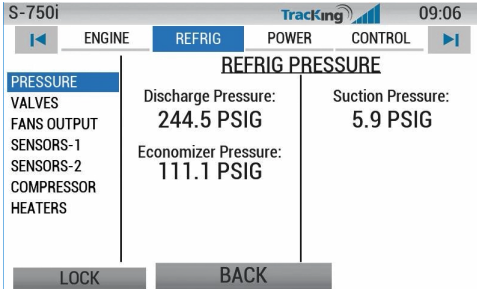 S-750i TracKing 09:06
ENGINE REFRIG POWER CONTROL
REFRIG PRESSURE
PRESSURE
VALVES
FANS OUTPUT
SENSORS-1
SENSORS-2
COMPRESSOR
HEATERS
Discharge Pressure:
244.5 PSIG
Economizer Pressure:
111.1 PSIG
Suction Pressure:
5.9 PSIG
LOCK BACK